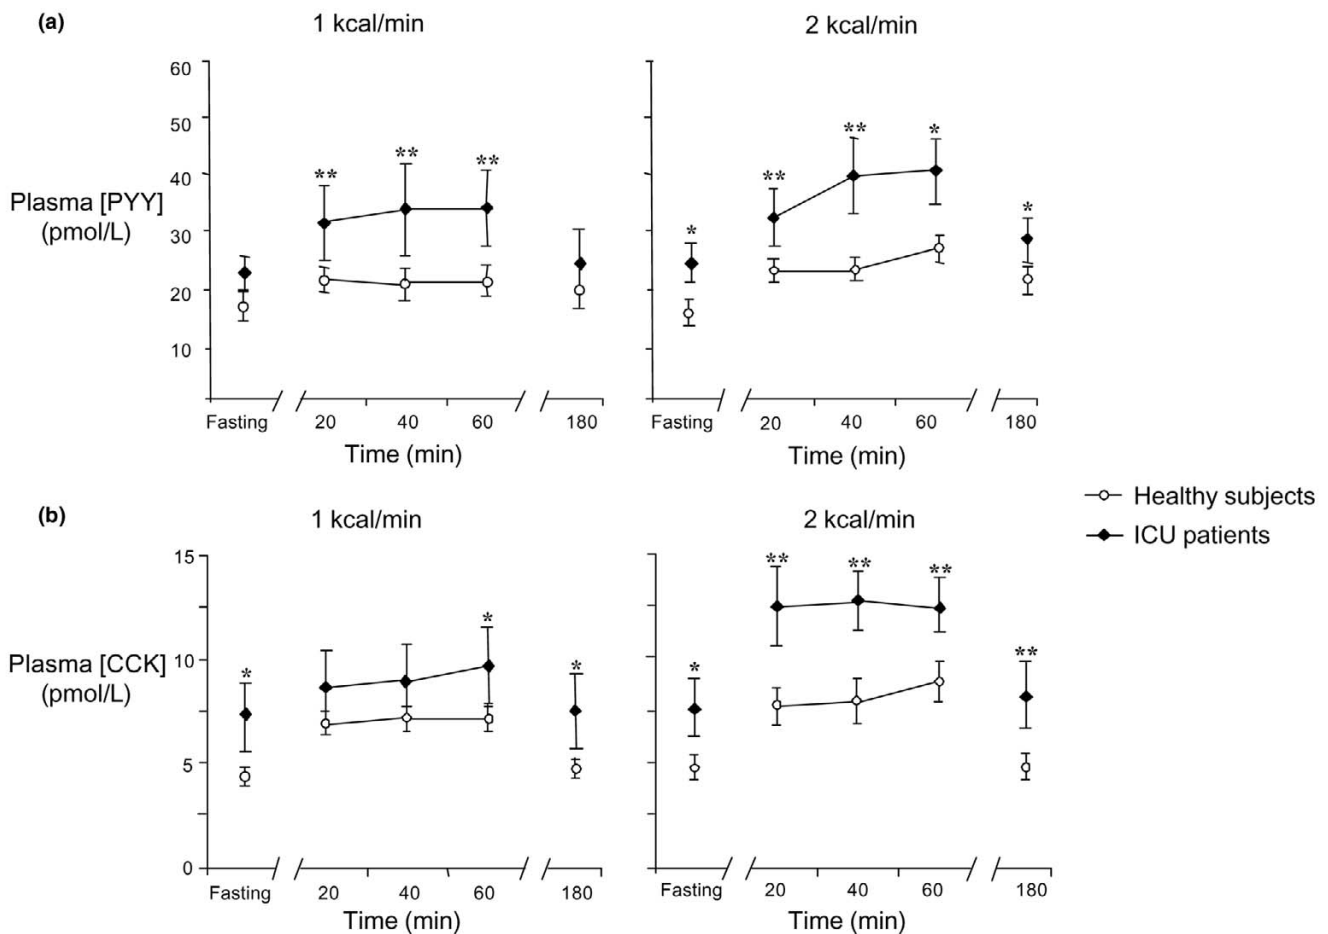 (a)
1 kcal/min
2 kcal/min
60
50
40
30
20
10
Plasma [PYY]
(pmol/L)
** ** **
* ** ** * *
Fasting 20 40 60 180
Fasting 20 40 60 180
Time (min)
Time (min)
Healthy subjects
ICU patients
(b)
1 kcal/min
2 kcal/min
15
10
5
0
Plasma [CCK]
(pmol/L)
* * *
* ** ** ** **
Fasting 20 40 60 180
Fasting 20 40 60 180
Time (min)
Time (min)